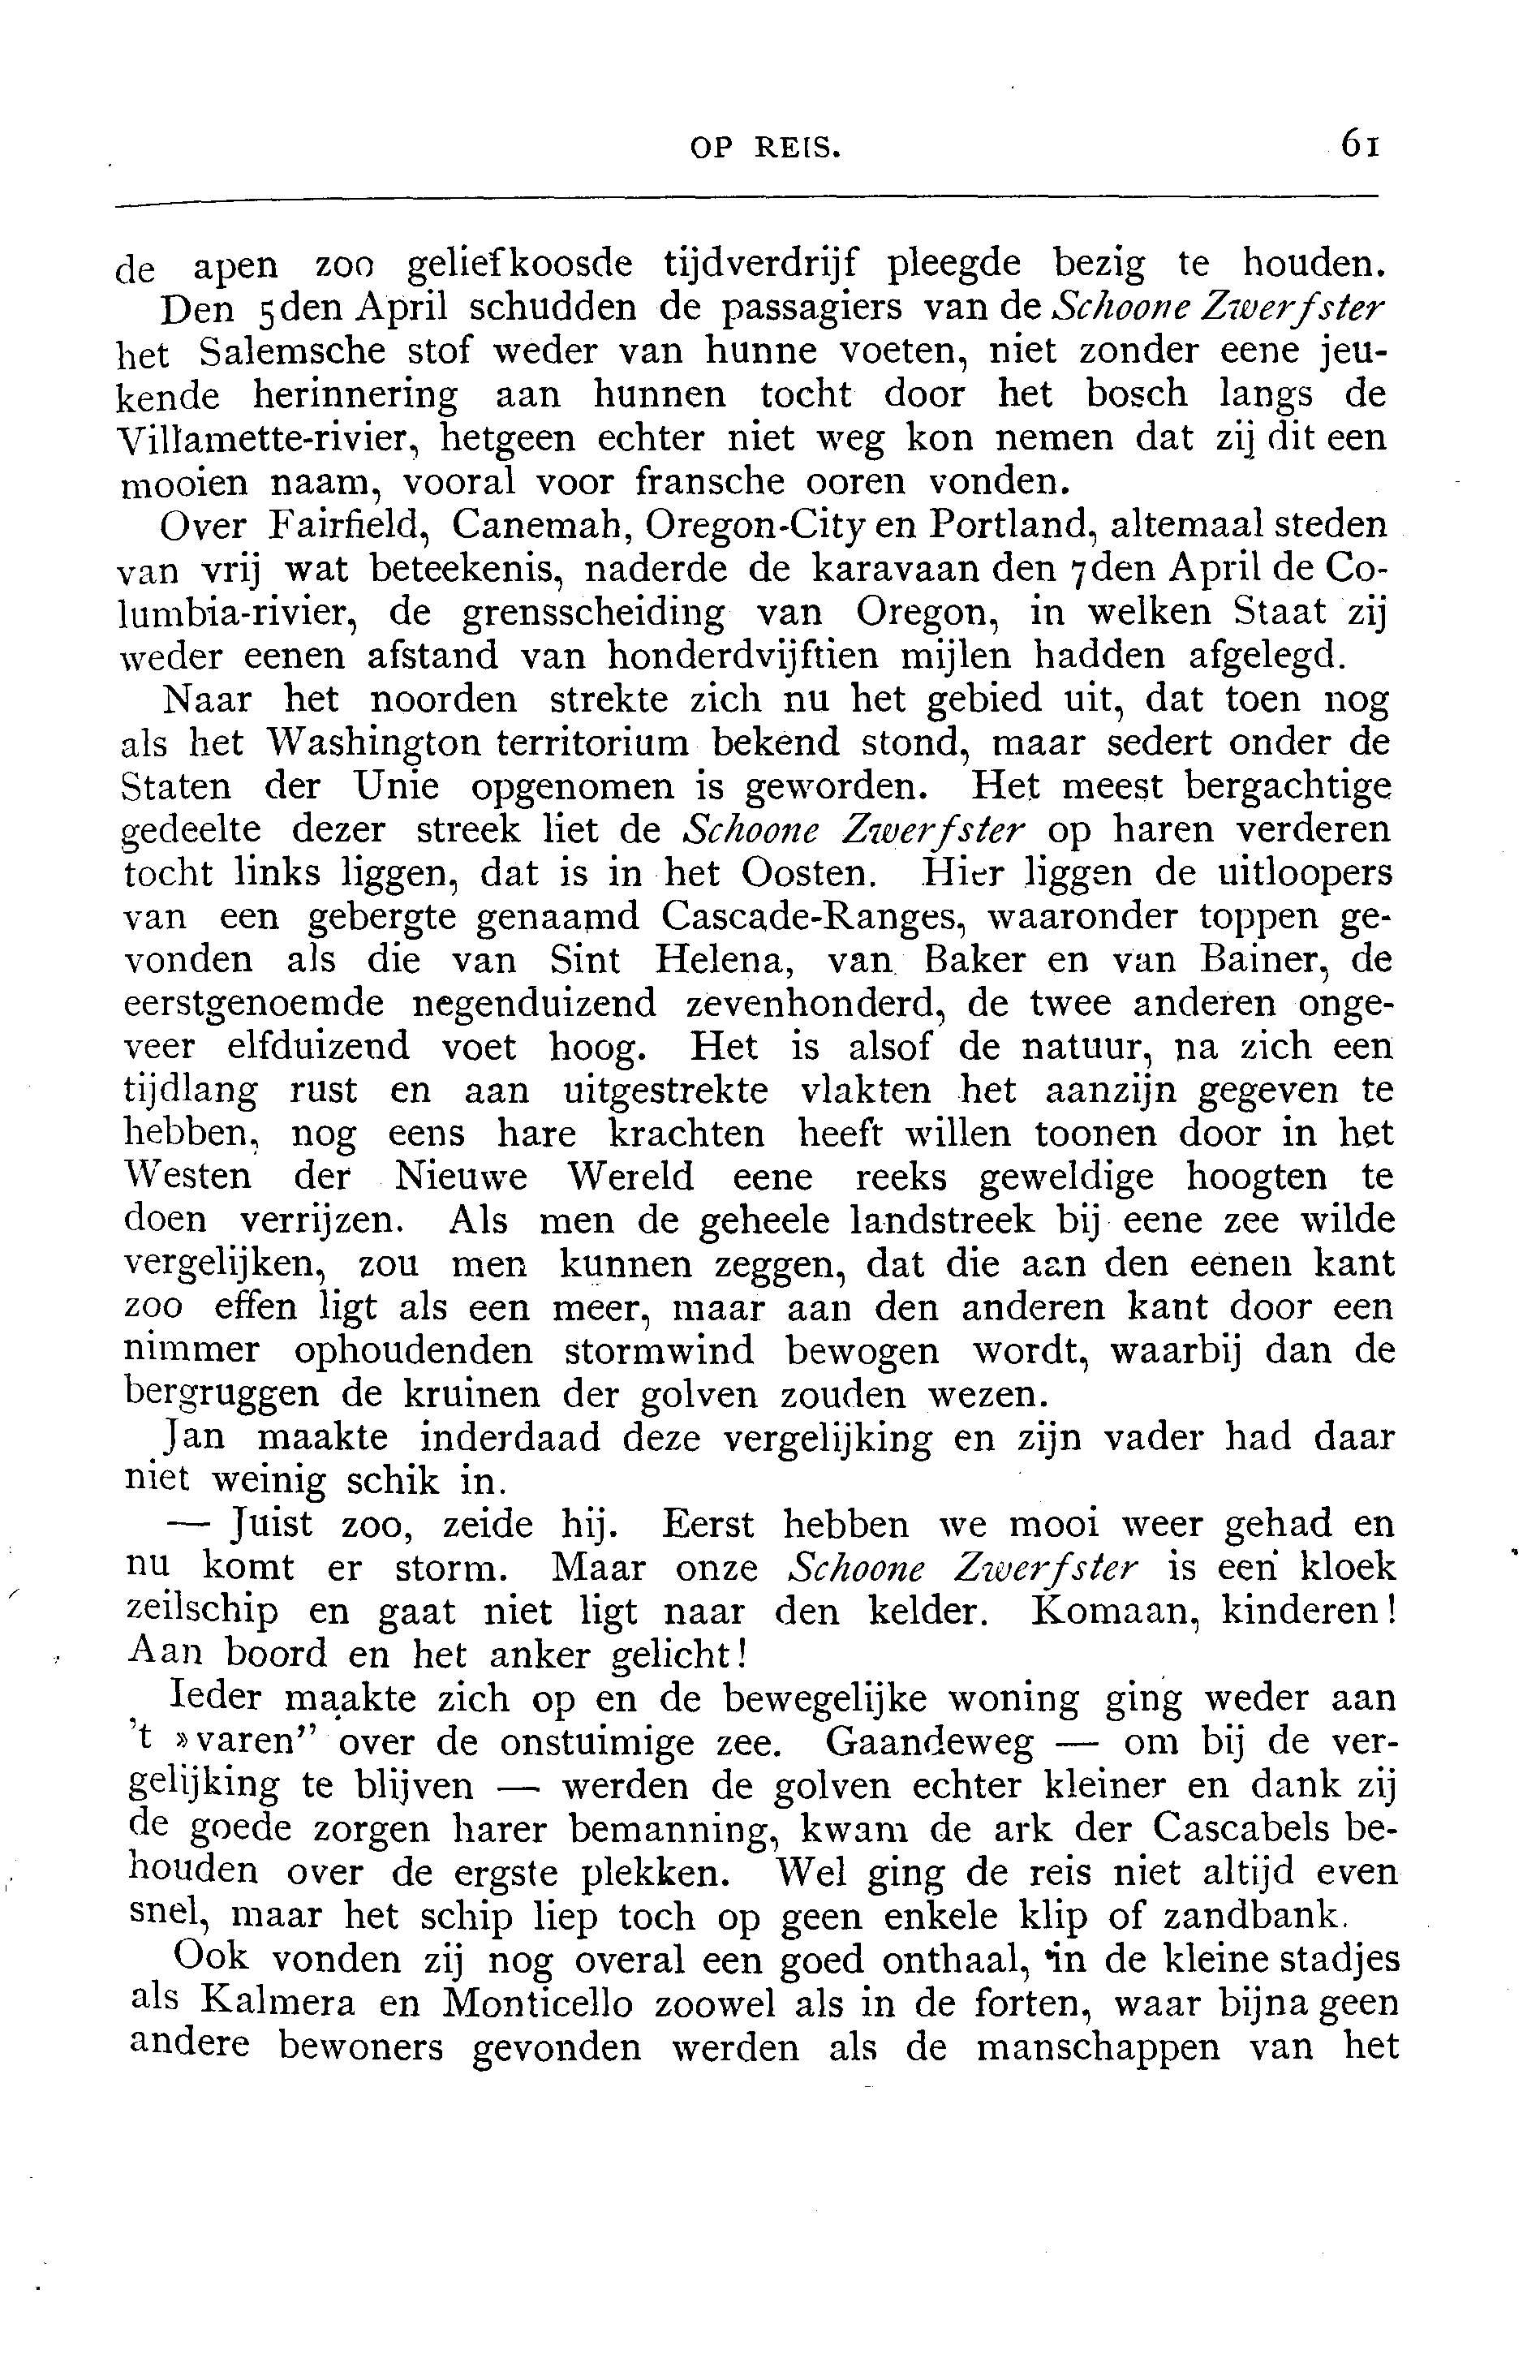 OP REIS. 61
de apen zoo geliefkoosde tijdverdrijf pleegde bezig te houden.
Den 5den April schudden de passagiers van de Schoone Zwerfster
het Salemsche stof weder van hunne voeten, niet zonder eene jeu-
kende herinnering aan hunnen tocht door het bosch langs de
Villamette-rivier, hetgeen echter niet weg kon nemen dat zij dit een
mooien naam, vooral voor fransche ooren vonden.
Over Fairfield, Canemah, Oregon-City en Portland, altemaal steden
van vrij wat beteekenis, naderde de karavaan den 7den April de Co-
lumbia-rivier, de grensscheiding van Oregon, in welken Staat zij
weder eenen afstand van honderdvijftien mijlen hadden afgelegd.
Naar het noorden strekte zich nu het gebied uit, dat toen nog
als het Washington territorium bekend stond, maar sedert onder de
Staten der Unie opgenomen is geworden. Het meest bergachtige
gedeelte dezer streek liet de Schoone Zwerfster op haren verderen
tocht links liggen, dat is in het Oosten. Hier liggen de uitloopers
van een gebergte genaamd Cascade-Ranges, waaronder toppen ge-
vonden als die van Sint Helena, van Baker en van Bainer, de
eerstgenoemde negenduizend zevenhonderd, de twee anderen onge-
veer elfduizend voet hoog. Het is alsof de natuur, na zich een
tijdlang rust en aan uitgestrekte vlakten het aanzijn gegeven te
hebben, nog eens hare krachten heeft willen toonen door in het
Westen der Nieuwe Wereld eene reeks geweldige hoogten te
doen verrijzen. Als men de geheele landstreek bij eene zee wilde
vergelijken, zou men kunnen zeggen, dat die aan den eenen kant
zoo effen ligt als een meer, maar aan den anderen kant door een
nimmer ophoudenden stormwind bewogen wordt, waarbij dan de
bergruggen de kruinen der golven zouden wezen.
Jan maakte inderdaad deze vergelijking en zijn vader had daar
niet weinig schik in.
— Juist zoo, zeide hij. Eerst hebben we mooi weer gehad en
nu komt er storm. Maar onze Schoone Zwerfster is een kloek
zeilschip en gaat niet ligt naar den kelder. Komaan, kinderen!
Aan boord en het anker gelicht!
Ieder maakte zich op en de bewegelijke woning ging weder aan
't »varen" over de onstuimige zee. Gaandeweg — om bij de ver-
gelijking te blijven — werden de golven echter kleiner en dank zij
de goede zorgen harer bemanning, kwam de ark der Cascabels be-
houden over de ergste plekken. Wel ging de reis niet altijd even
snel, maar het schip liep toch op geen enkele klip of zandbank.
Ook vonden zij nog overal een goed onthaal, in de kleine stadjes
als Kalmera en Monticello zoowel als in de forten, waar bijna geen
andere bewoners gevonden werden als de manschappen van het